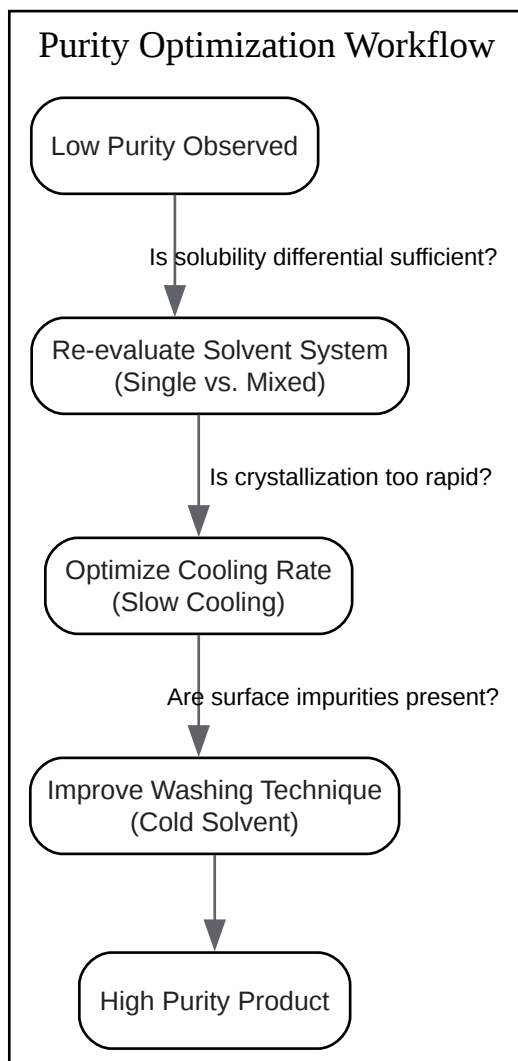 Purity Optimization Workflow
Low Purity Observed
Is solubility differential sufficient?
Re-evaluate Solvent System
(Single vs. Mixed)
Is crystallization too rapid?
Optimize Cooling Rate
(Slow Cooling)
Are surface impurities present?
Improve Washing Technique
(Cold Solvent)
High Purity Product